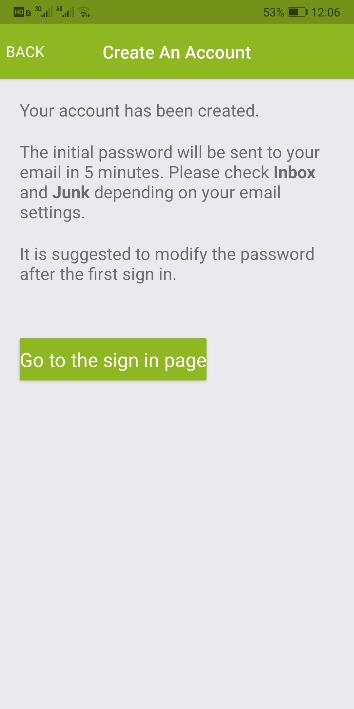 53% 12:06
BACK
Create An Account
Your account has been created.
The initial password will be sent to your
email in 5 minutes. Please check Inbox
and Junk depending on your email
settings.
It is suggested to modify the password
after the first sign in.
Go to the sign in page